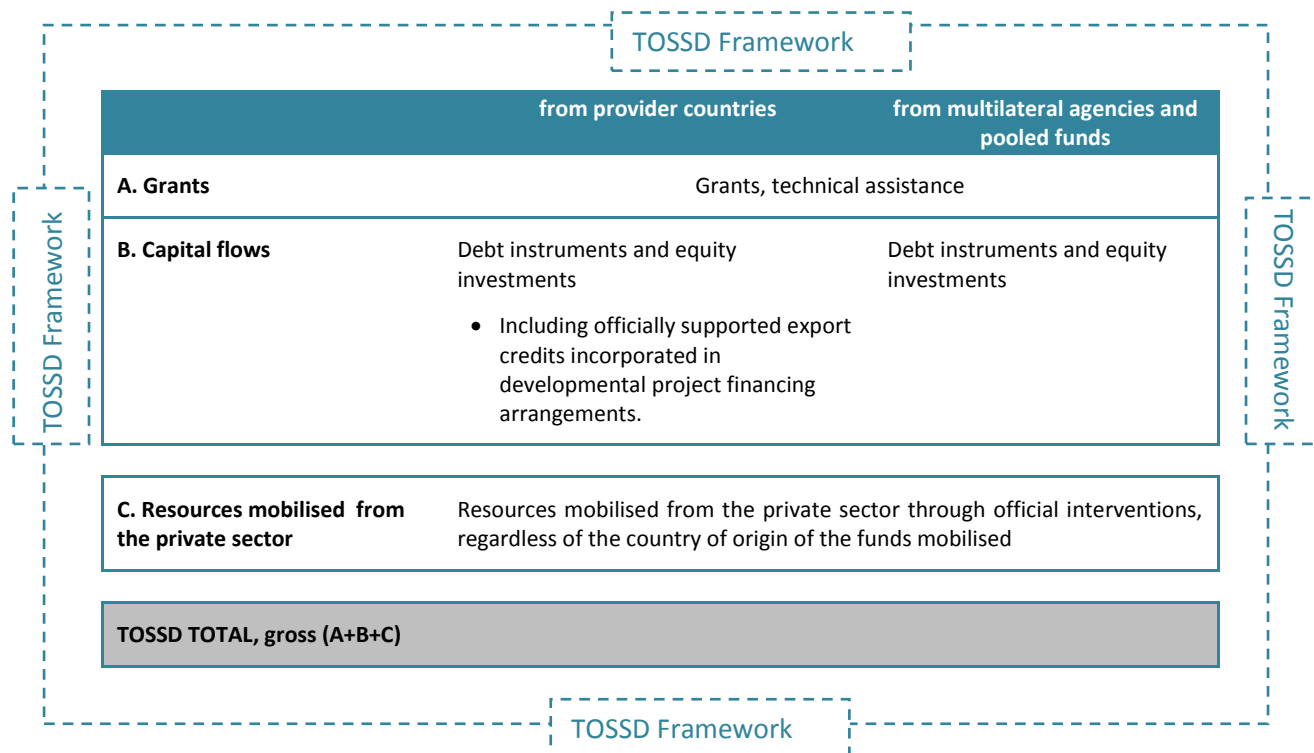 TOSSD Framework
from provider countries
from multilateral agencies and
pooled funds
A. Grants
Grants, technical assistance
TOSSD Framework
TOSSD Framework
B. Capital flows
Debt instruments and equity
investments
• Including officially supported export
credits incorporated in
developmental project financing
arrangements.
Debt instruments and equity
investments
C. Resources mobilised from
the private sector
Resources mobilised from the private sector through official interventions,
regardless of the country of origin of the funds mobilised
TOSSD TOTAL, gross (A+B+C)
TOSSD Framework